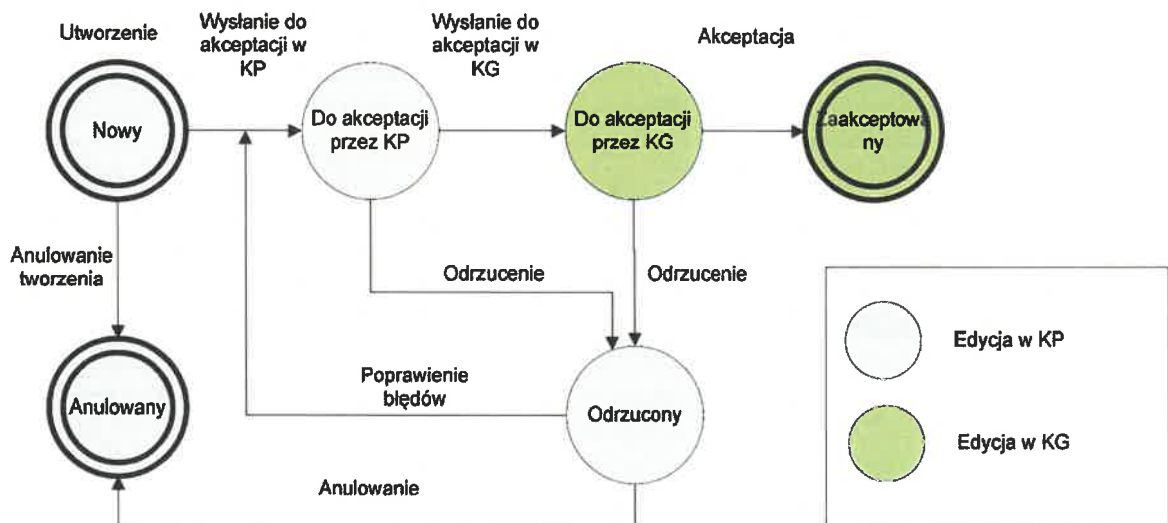 Utworzenie
Wysłanie do
akceptacji w
KP
Wysłanie do
akceptacji w
KG
Akceptacja
Nowy
Do akceptacji
przez KP
Do akceptacji
przez KG
Zaakceptowa
ny
Anulowanie
tworzenia
Odrzucenie
Odrzucenie
Edycja w KP
Poprawienie
błędów
Anulowany
Odrzucony
Edycja w KG
Anulowanie